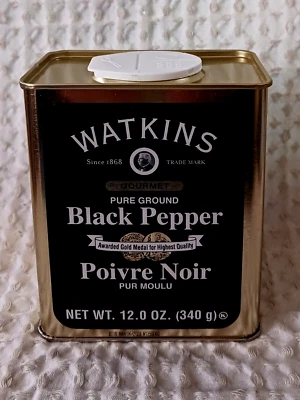 WATKINS
Since 1868 TRADE MARK
GOURMET
PURE GROUND
Black Pepper
Awarded Gold Medal for Highest Quality
Poivre Noir
PUR MOULU
NET WT. 12.0 OZ. (340 g)